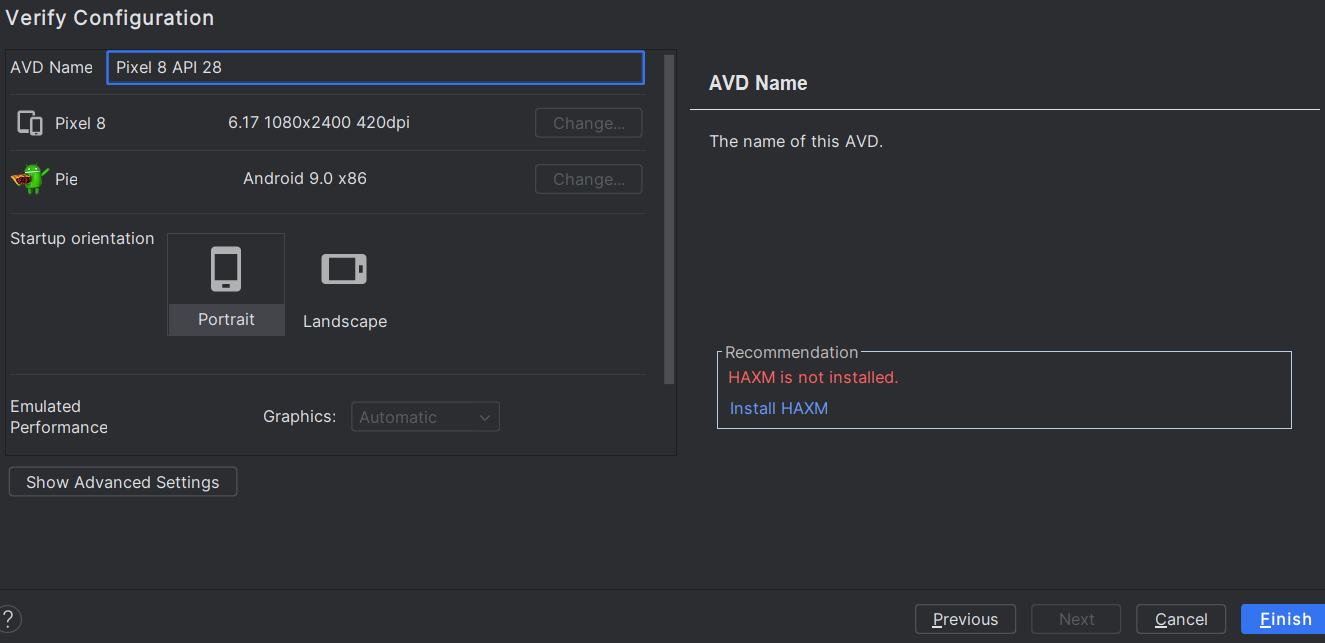 Verify Configuration
AVD Name
Pixel 8 API 28
Pixel 8
6.17 1080x2400 420dpi
Change...
Pie
Android 9.0 x86
Change...
Startup orientation
Portrait
Landscape
Emulated
Performance
Graphics:
Automatic
Show Advanced Settings
AVD Name
The name of this AVD.
Recommendation
HAXM is not installed.
Install HAXM
?
Previous
Next
Cancel
Finish